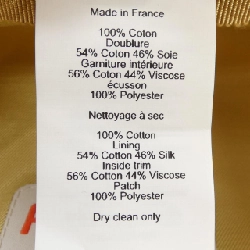 Made in France
100% Coton
Doublure
54% Coton 46% Soie
Garniture intérieure
56% Coton 44% Viscose
écusson
100% Polyester
Nettoyage à sec
100% Cotton
Lining
54% Cotton 46% Silk
Inside trim
56% Cotton 44% Viscose
Patch
100% Polyester
Dry clean only